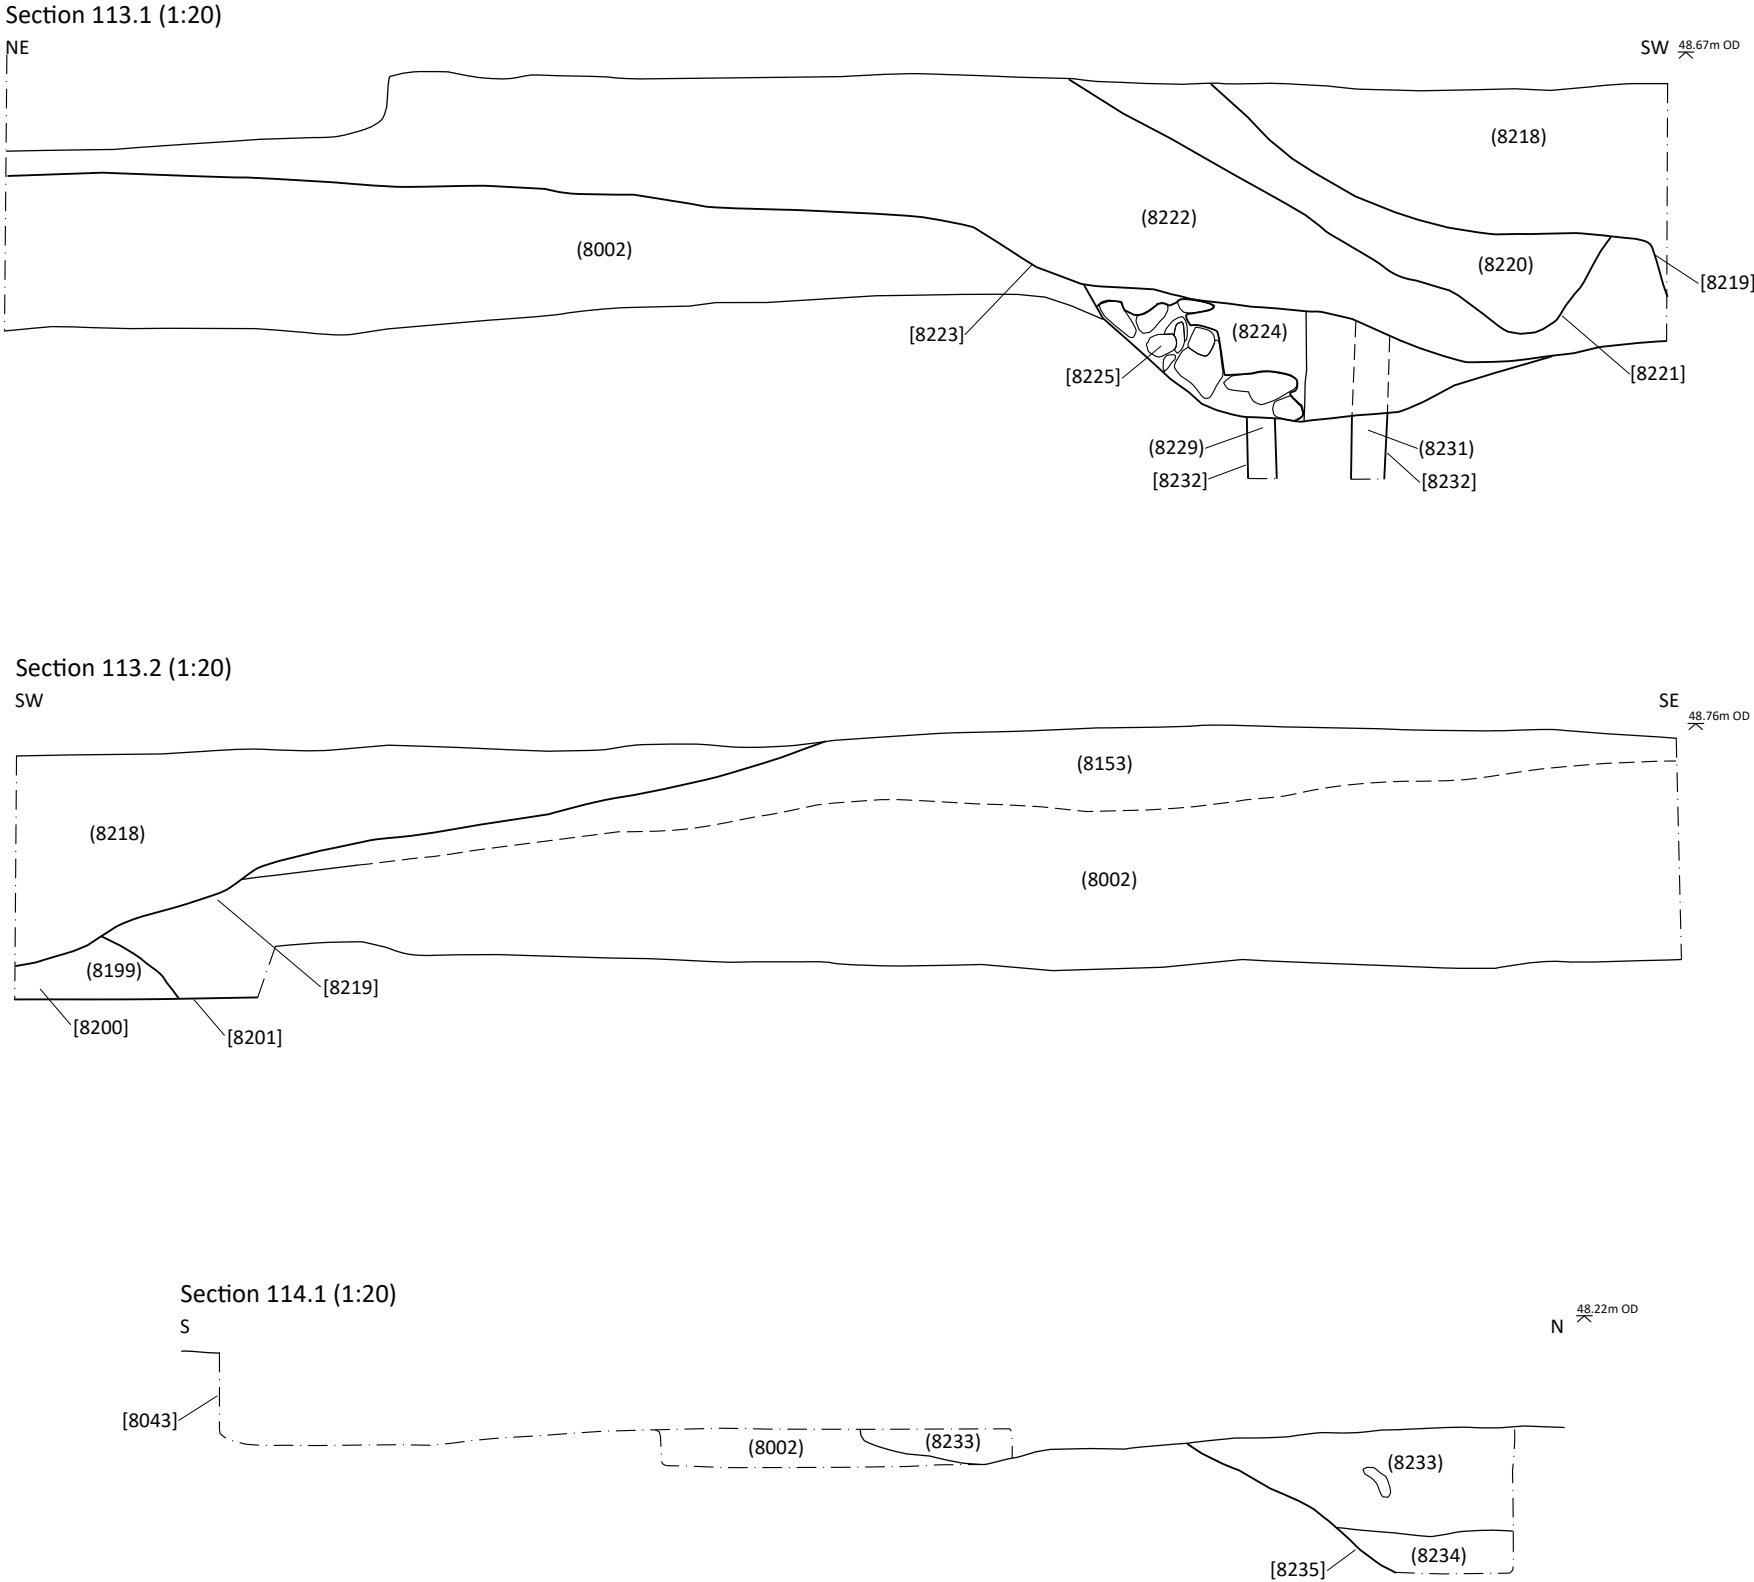 Section 113.1 (1:20)
NE
SW 48.67m OD
(8218)
(8222)
(8002)
(8220)
[8219]
[8223]
(8224)
[8225]
[8221]
(8229)
(8231)
[8232]
[8232]
Section 113.2 (1:20)
SW
SE
48.76m OD
(8153)
(8218)
(8002)
(8199)
[8219]
[8200]
[8201]
Section 114.1 (1:20)
S
N
48.22m OD
[8043]
(8002)
(8233)
(8233)
(8234)
[8235]